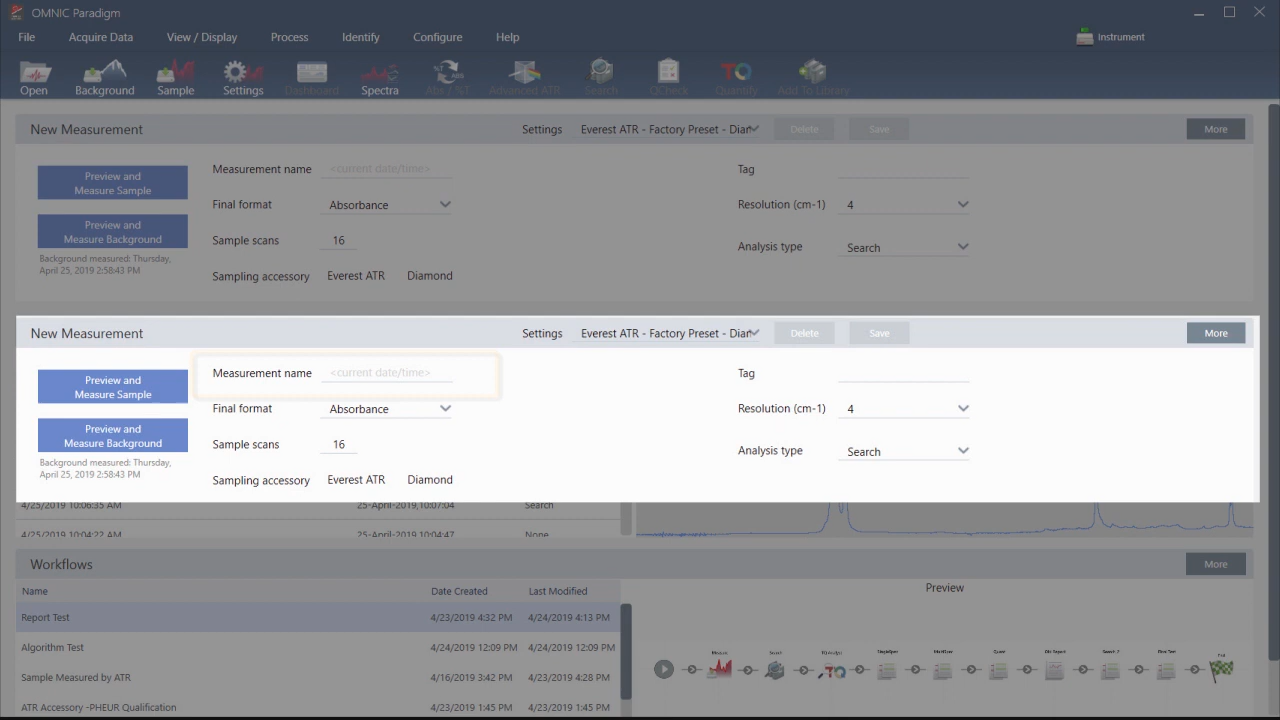 OMNIC Paradigm
File Acquire Data View / Display Process Identify Configure Help Instrument
Open Background Sample Settings Dashboard Spectra Abs / %T Advanced ATR Search QCheck Quantify Add To Library
New Measurement Settings Everest ATR - Factory Preset - Diar Delete Save More
Preview and
Measure Sample
Preview and
Measure Background
Background measured: Thursday,
April 25, 2019 2:58:43 PM
Measurement name <current date/time>
Final format Absorbance
Sample scans 16
Sampling accessory Everest ATR Diamond
Tag
Resolution (cm-1) 4
Analysis type Search
New Measurement Settings Everest ATR - Factory Preset - Diar Delete Save More
Preview and
Measure Sample
Preview and
Measure Background
Background measured: Thursday,
April 25, 2019 2:58:43 PM
Measurement name <current date/time>
Final format Absorbance
Sample scans 16
Sampling accessory Everest ATR Diamond
Tag
Resolution (cm-1) 4
Analysis type Search
4/25/2019 10:06:35 AM 25-April-2019,10:07:04 Search
4/25/2019 10:04:22 AM 25-April-2019,10:04:47 None
Workflows More
Name Date Created Last Modified
Report Test 4/23/2019 4:32 PM 4/24/2019 4:13 PM
Algorithm Test 4/24/2019 12:09 PM 4/24/2019 12:09 PM
Sample Measured by ATR 4/16/2019 3:42 PM 4/23/2019 4:28 PM
ATR Accessory -PHEUR Qualification 4/23/2019 1:45 PM 4/23/2019 1:45 PM
Preview
Measure Search